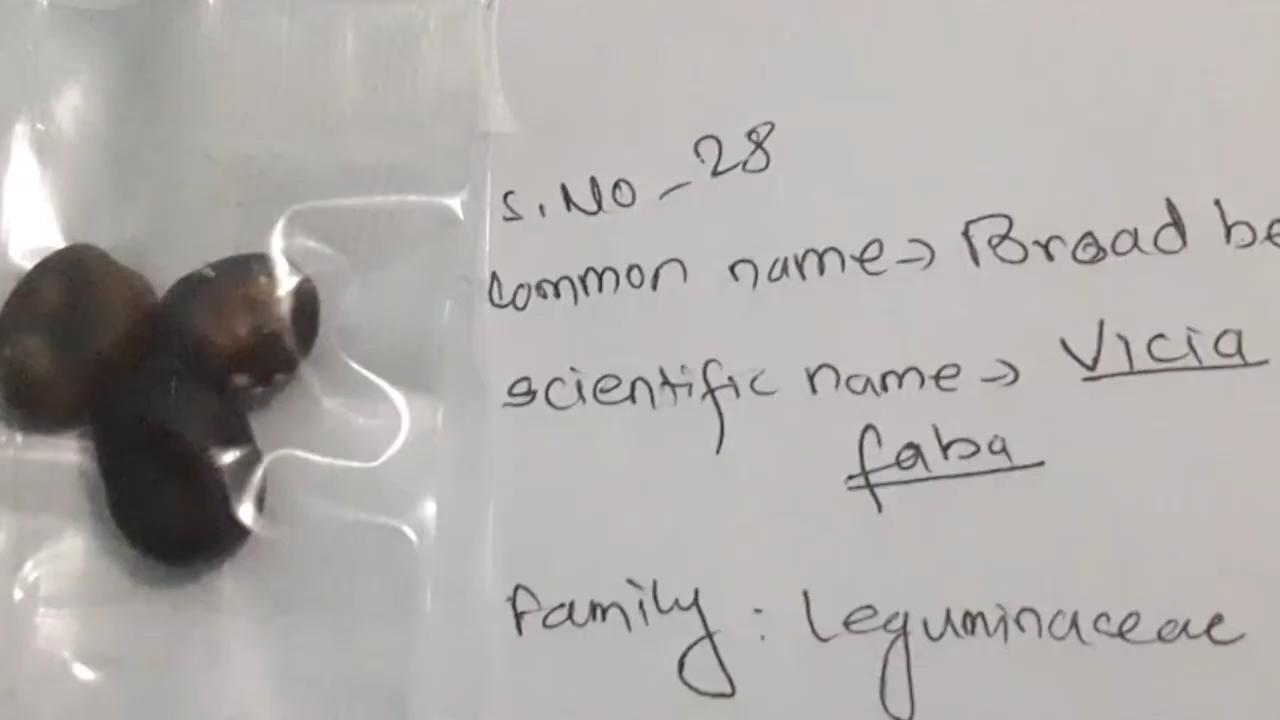 S. No - 28
Common name → Broad be
scientific name → Vicia
faba
Family : Leguminaceae